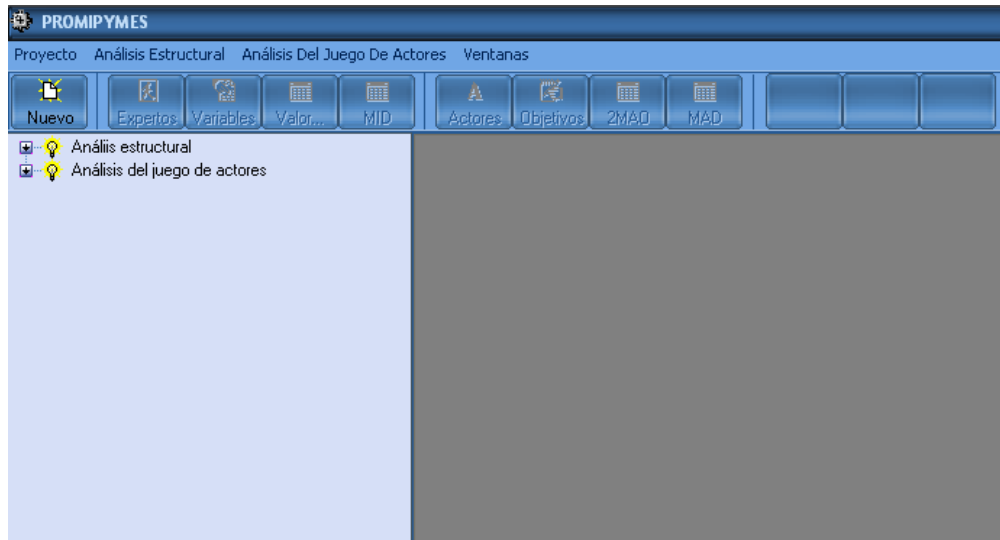 PROMIPYMES
Proyecto Análisis Estructural Análisis Del Juego De Actores Ventanas
Nuevo Expertos Variables Valor... MID Actores Objetivos 2MAO MAD
Análiis estructural
Análisis del juego de actores